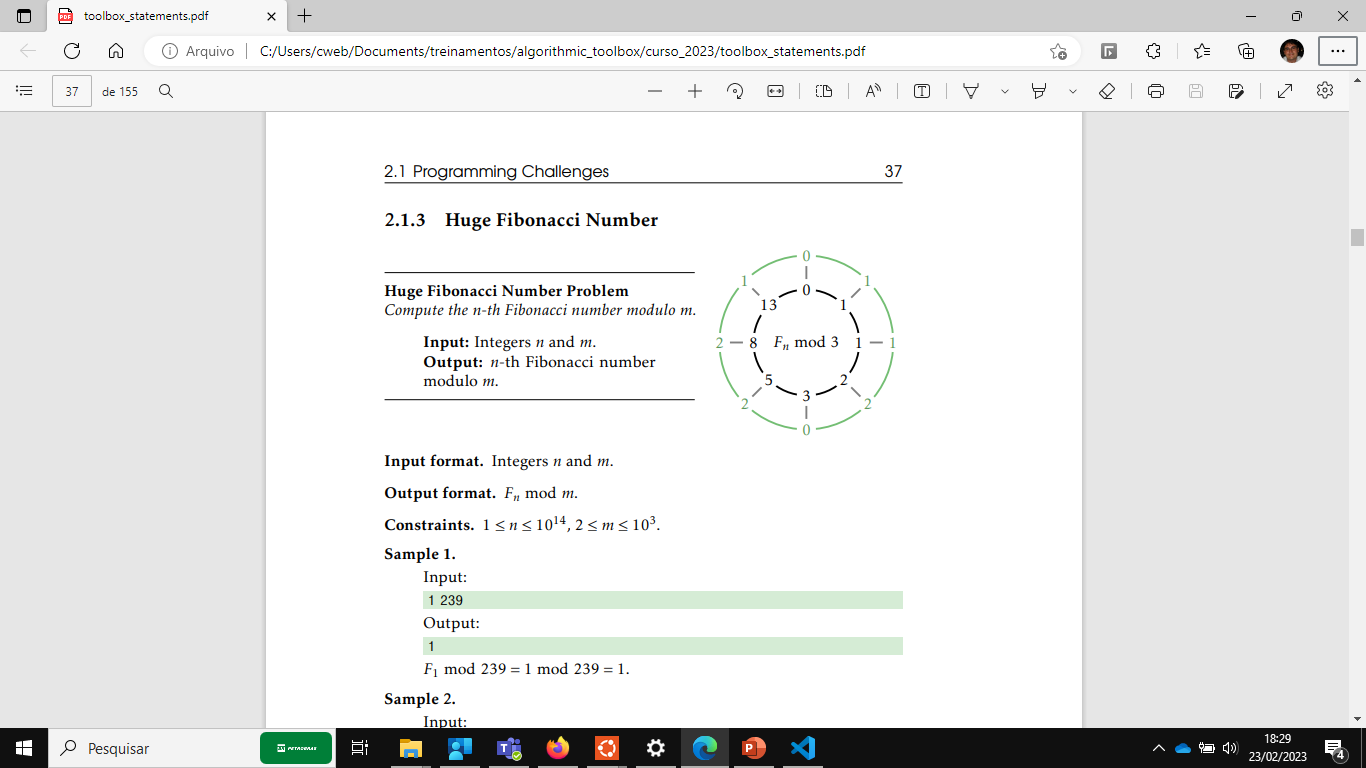 toolbox_statements.pdf
Arquivo
C:/Users/cweb/Documents/treinamentos/algorithmic_toolbox/curso_2023/toolbox_statements.pdf
37 de 155
2.1 Programming Challenges 37
2.1.3 Huge Fibonacci Number
Huge Fibonacci Number Problem
Compute the n-th Fibonacci number modulo m.
Input: Integers n and m.
Output: n-th Fibonacci number
modulo m.
0
1 0 1
13 1
2 8 Fn mod 3 1 1
5 2
2 3 2
0
Input format. Integers n and m.
Output format. Fn mod m.
Constraints. 1 ≤ n ≤ 10^14, 2 ≤ m ≤ 10^3.
Sample 1.
Input:
1 239
Output:
1
F1 mod 239 = 1 mod 239 = 1.
Sample 2.
Input:
Pesquisar
PETROBRAS
18:29
23/02/2023
4